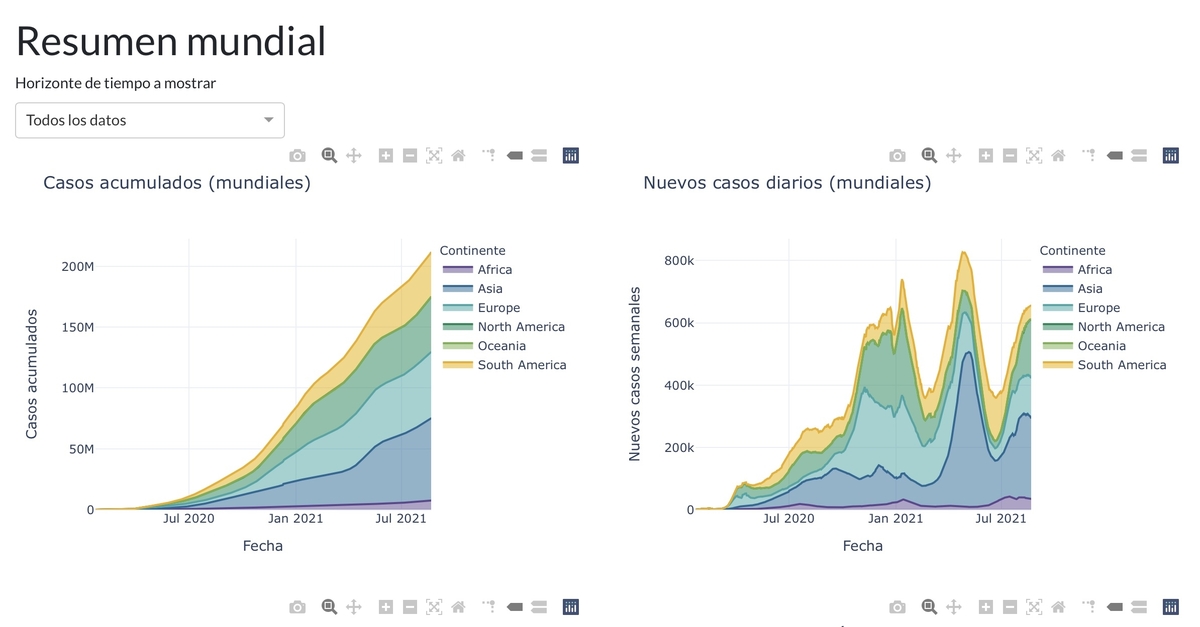 Resumen mundial
Horizonte de tiempo a mostrar
Todos los datos
Casos acumulados (mundiales)
Casos acumulados
200M
150M
100M
50M
0
Jul 2020
Jan 2021
Jul 2021
Fecha
Continente
Africa
Asia
Europe
North America
Oceania
South America
Nuevos casos diarios (mundiales)
Nuevos casos semanales
800k
600k
400k
200k
0
Jul 2020
Jan 2021
Jul 2021
Fecha
Continente
Africa
Asia
Europe
North America
Oceania
South America